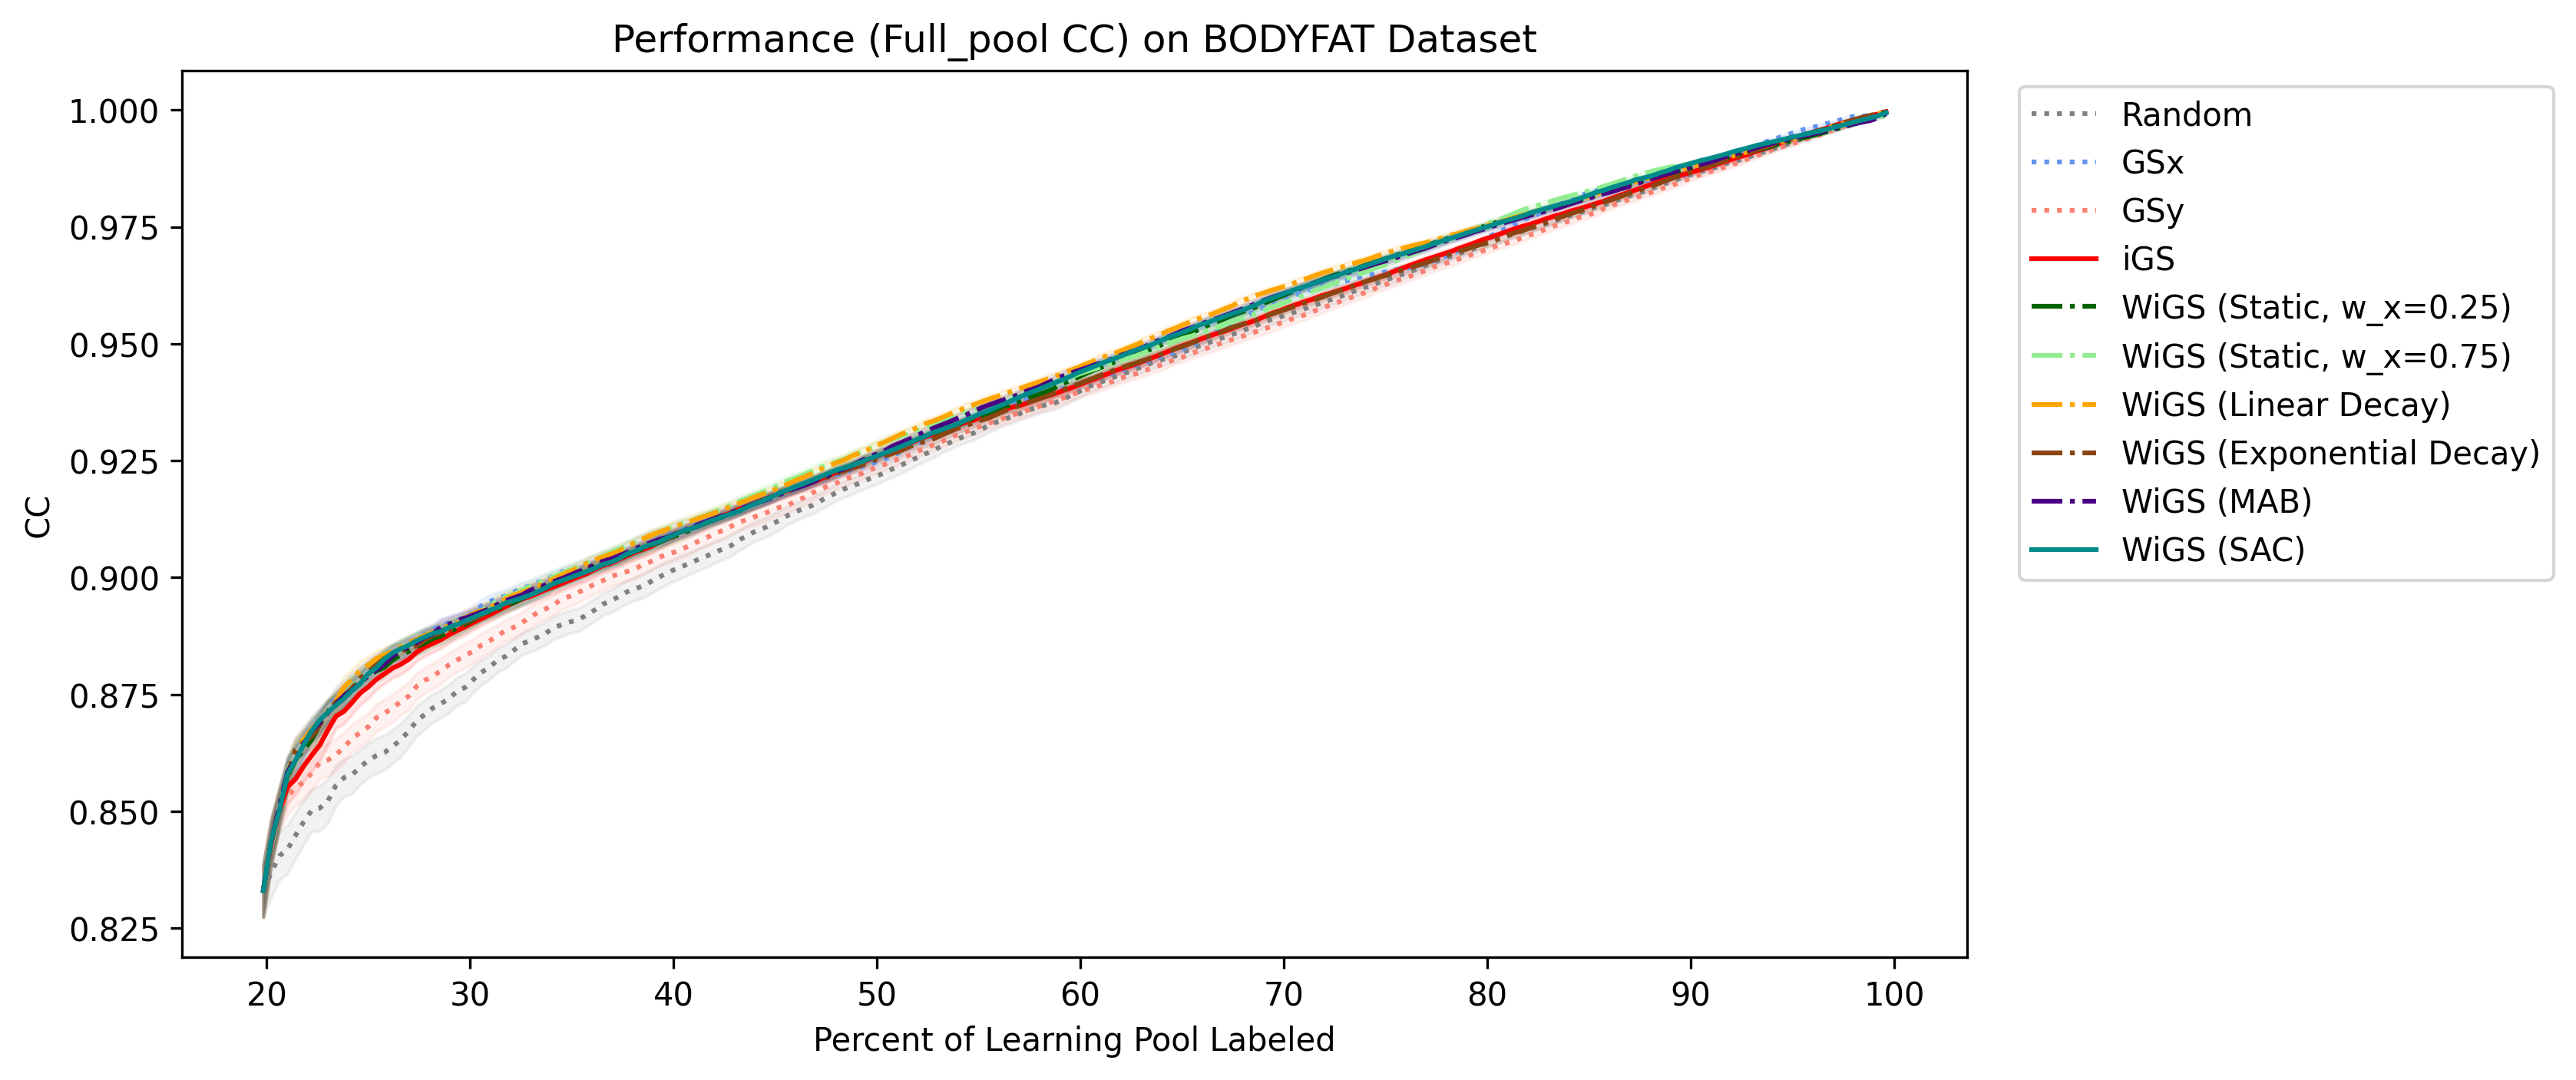 Performance (Full_pool CC) on BODYFAT Dataset
1.000
0.975
0.950
0.925
0.900
0.875
0.850
0.825
CC
20 30 40 50 60 70 80 90 100
Percent of Learning Pool Labeled
Random
GSx
GSy
iGS
WiGS (Static, w_x=0.25)
WiGS (Static, w_x=0.75)
WiGS (Linear Decay)
WiGS (Exponential Decay)
WiGS (MAB)
WiGS (SAC)